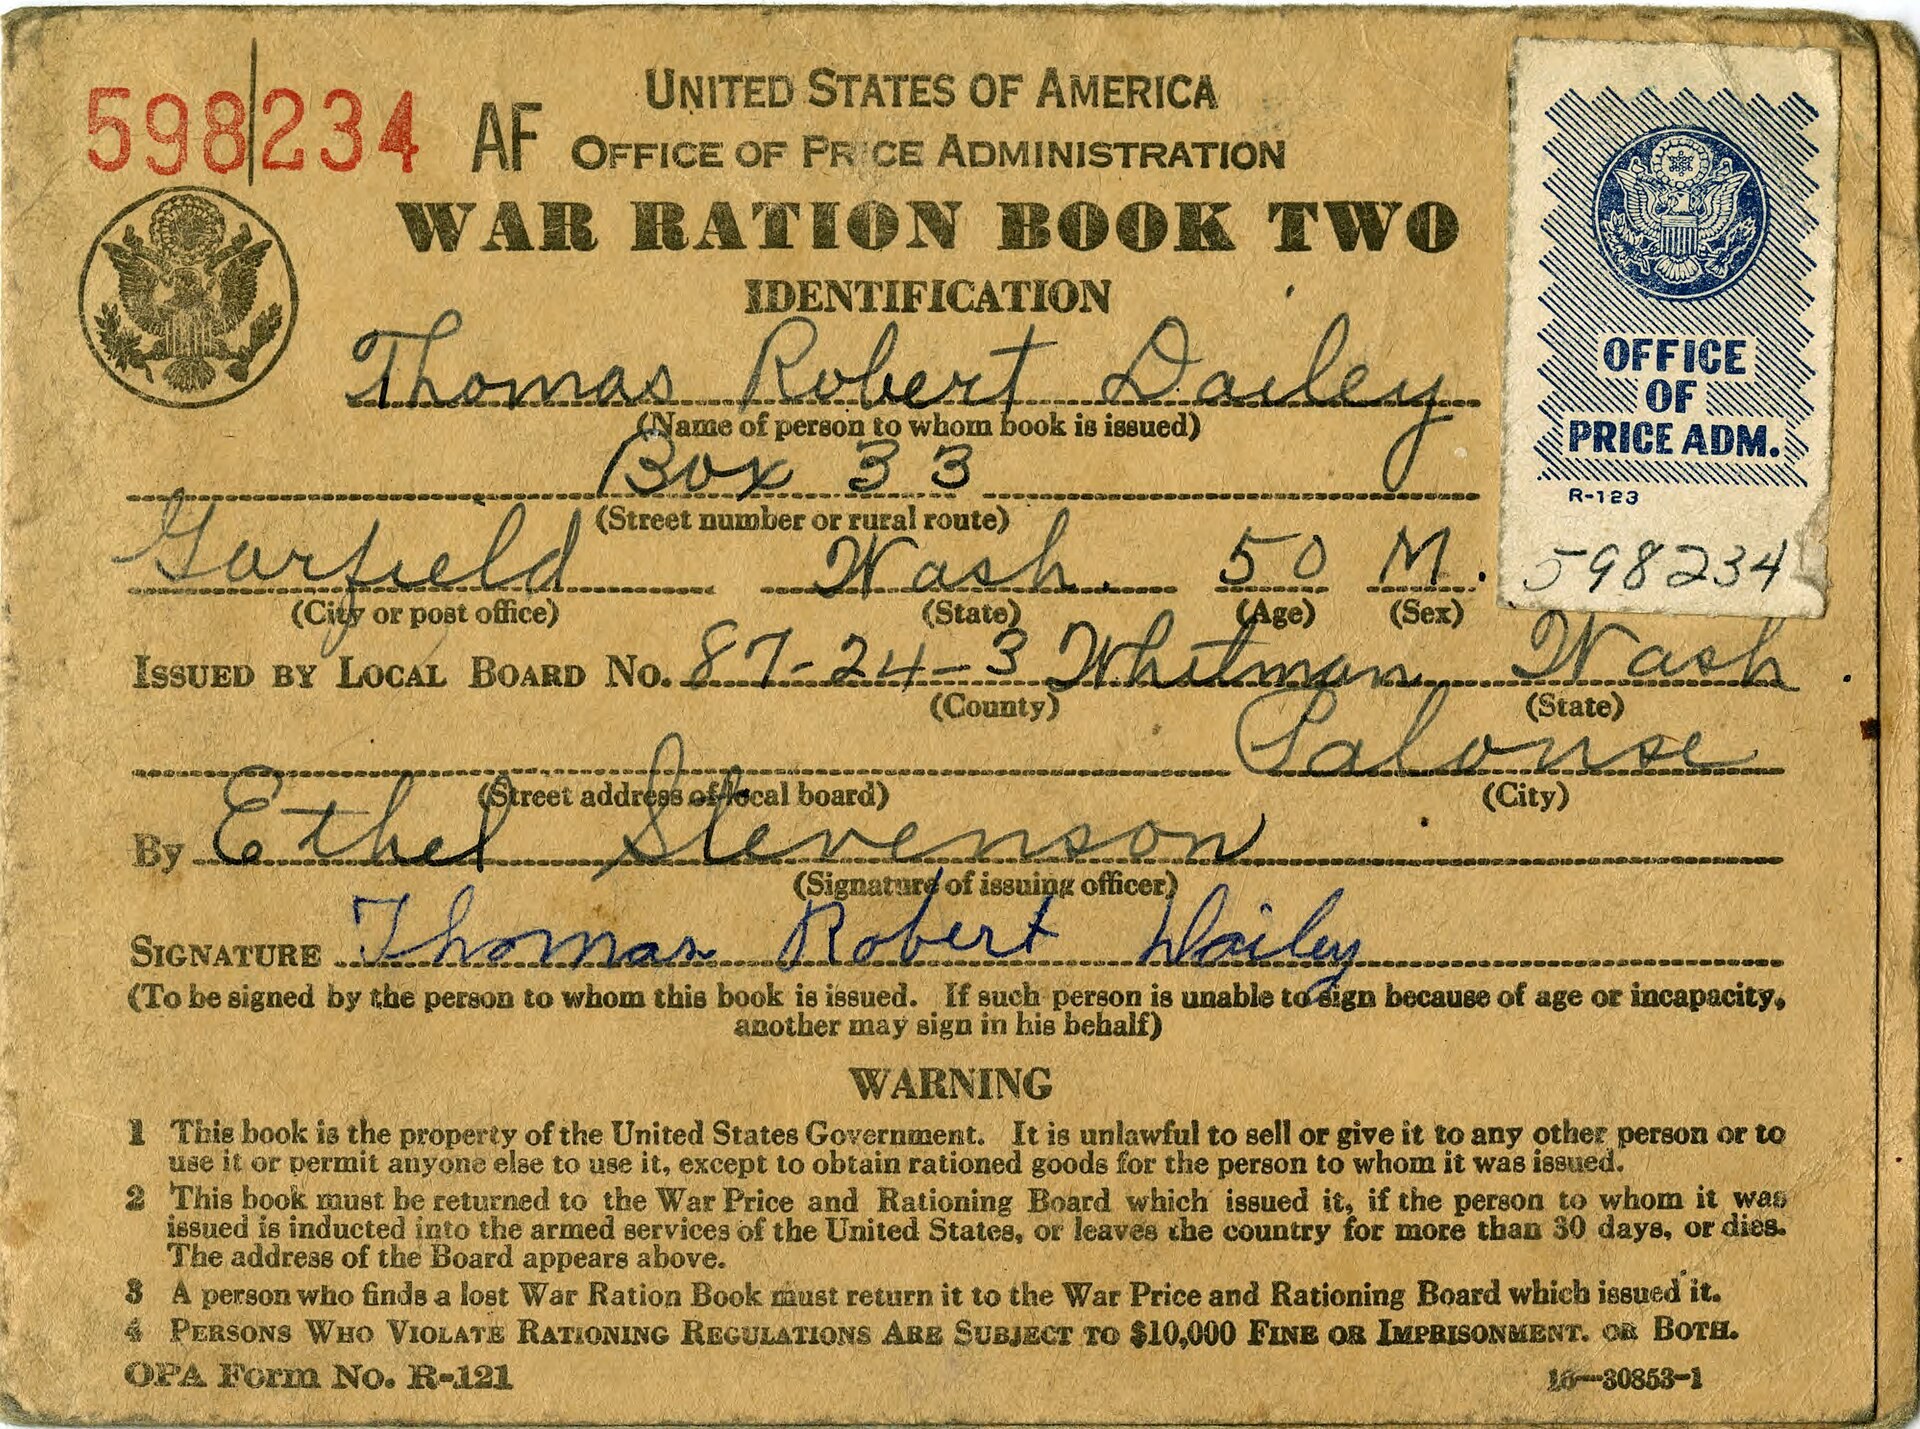 598234 AF UNITED STATES OF AMERICA
OFFICE OF PRICE ADMINISTRATION
WAR RATION BOOK TWO
IDENTIFICATION
OFFICE
OF
PRICE ADM.
R-123
598234
Thomas Robert Dailey
(Name of person to whom book is issued)
Box 33
(Street number or rural route)
Garfield Wash. 50 M.
(City or post office) (State) (Age) (Sex)
ISSUED BY LOCAL BOARD No. 87-24-3 Whitman Wash.
(County) (State)
Palouse
(Street address of local board) (City)
By Ethel Stevenson
(Signature of issuing officer)
SIGNATURE Thomas Robert Dailey
(To be signed by the person to whom this book is issued. If such person is unable to sign because of age or incapacity,
another may sign in his behalf)
WARNING
1 This book is the property of the United States Government. It is unlawful to sell or give it to any other person or to
use it or permit anyone else to use it, except to obtain rationed goods for the person to whom it was issued.
2 This book must be returned to the War Price and Rationing Board which issued it, if the person to whom it was
issued is inducted into the armed services of the United States, or leaves the country for more than 30 days, or dies.
The address of the Board appears above.
3 A person who finds a lost War Ration Book must return it to the War Price and Rationing Board which issued it.
4 PERSONS WHO VIOLATE RATIONING REGULATIONS ARE SUBJECT TO $10,000 FINE OR IMPRISONMENT, OR BOTH.
OPA Form No. R-121 16—30853-1